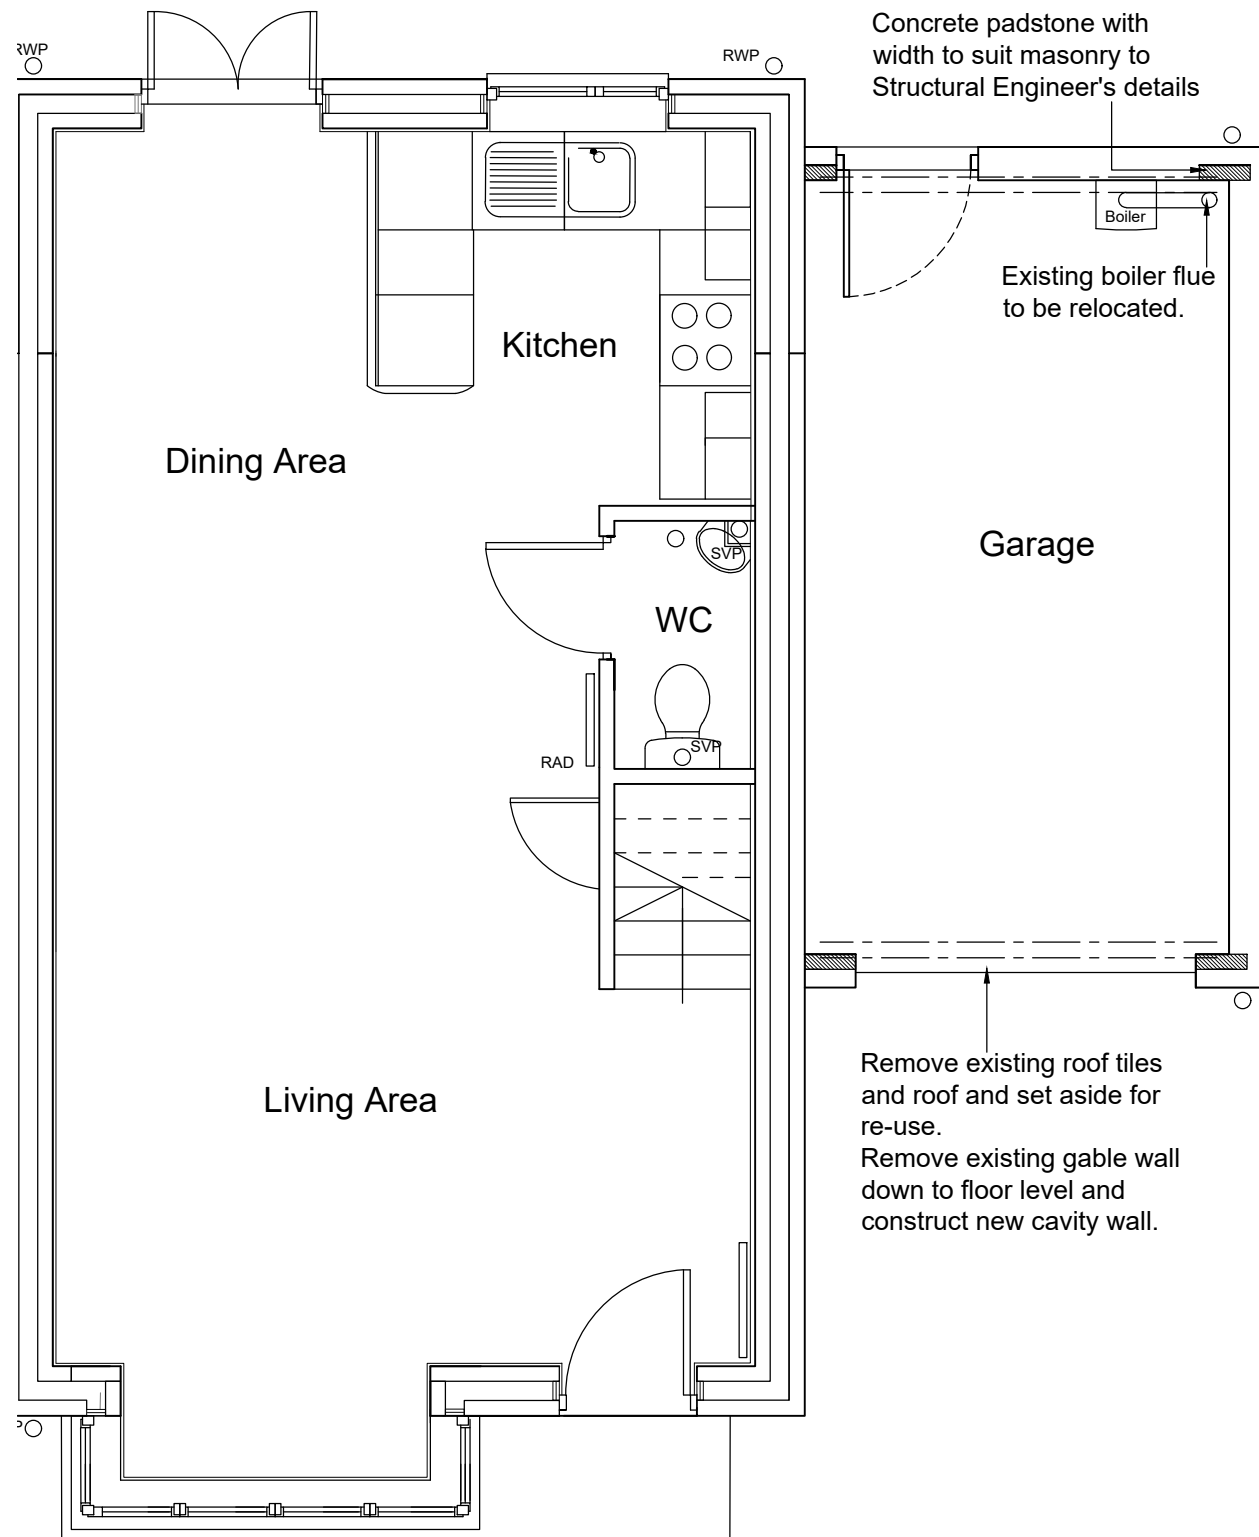 Concrete padstone with
width to suit masonry to
Structural Engineer's details
RWP
RWP
Boiler
Existing boiler flue
to be relocated.
Kitchen
Dining Area
Garage
SVP
WC
SVP
RAD
Living Area
Remove existing roof tiles
and roof and set aside for
re-use.
Remove existing gable wall
down to floor level and
construct new cavity wall.
P